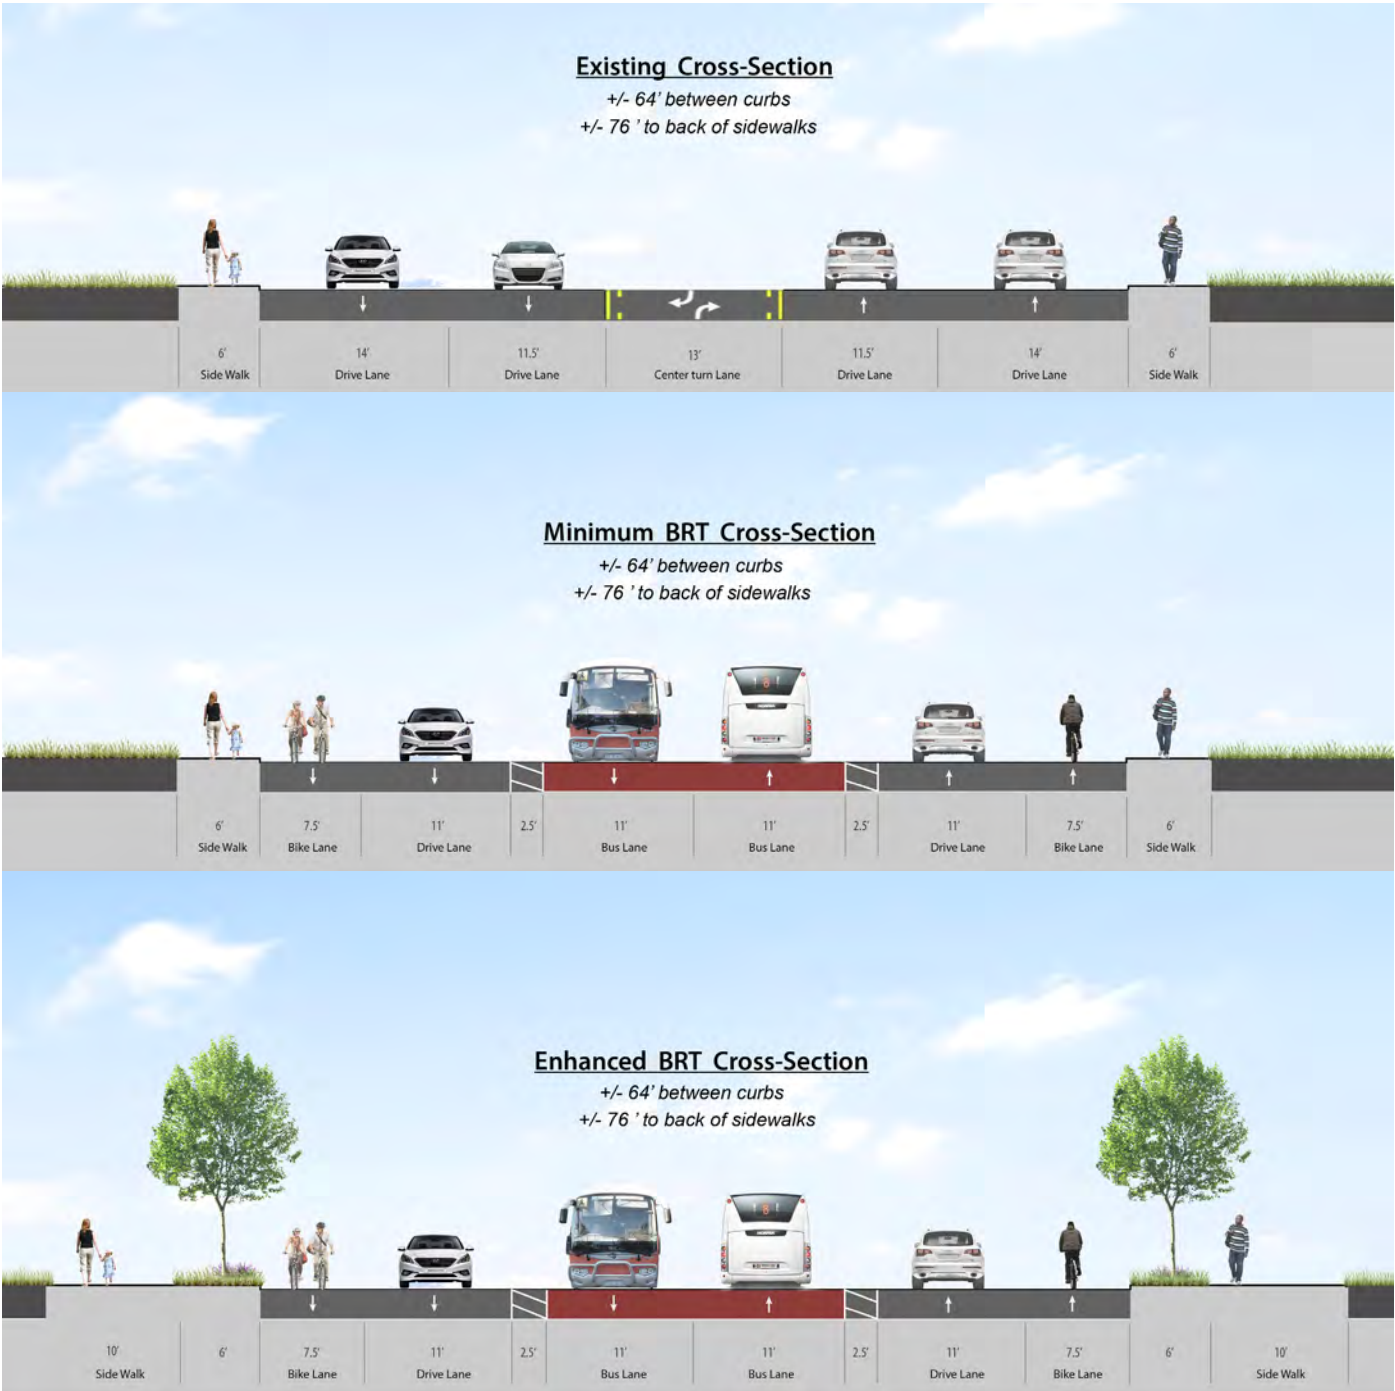 Existing Cross-Section
+/- 64' between curbs
+/- 76 ' to back of sidewalks
6' 14' 11.5' 13' 11.5' 14' 6'
Side Walk Drive Lane Drive Lane Center turn Lane Drive Lane Drive Lane Side Walk
Minimum BRT Cross-Section
+/- 64' between curbs
+/- 76 ' to back of sidewalks
8
6' 7.5' 11' 2.5' 11' 11' 2.5' 11' 7.5' 6'
Side Walk Bike Lane Drive Lane Bus Lane Bus Lane Drive Lane Bike Lane Side Walk
Enhanced BRT Cross-Section
+/- 64' between curbs
+/- 76 ' to back of sidewalks
8
10' 6' 7.5' 11' 2.5' 11' 11' 2.5' 11' 7.5' 6' 10'
Side Walk Bike Lane Drive Lane Bus Lane Bus Lane Drive Lane Bike Lane Side Walk